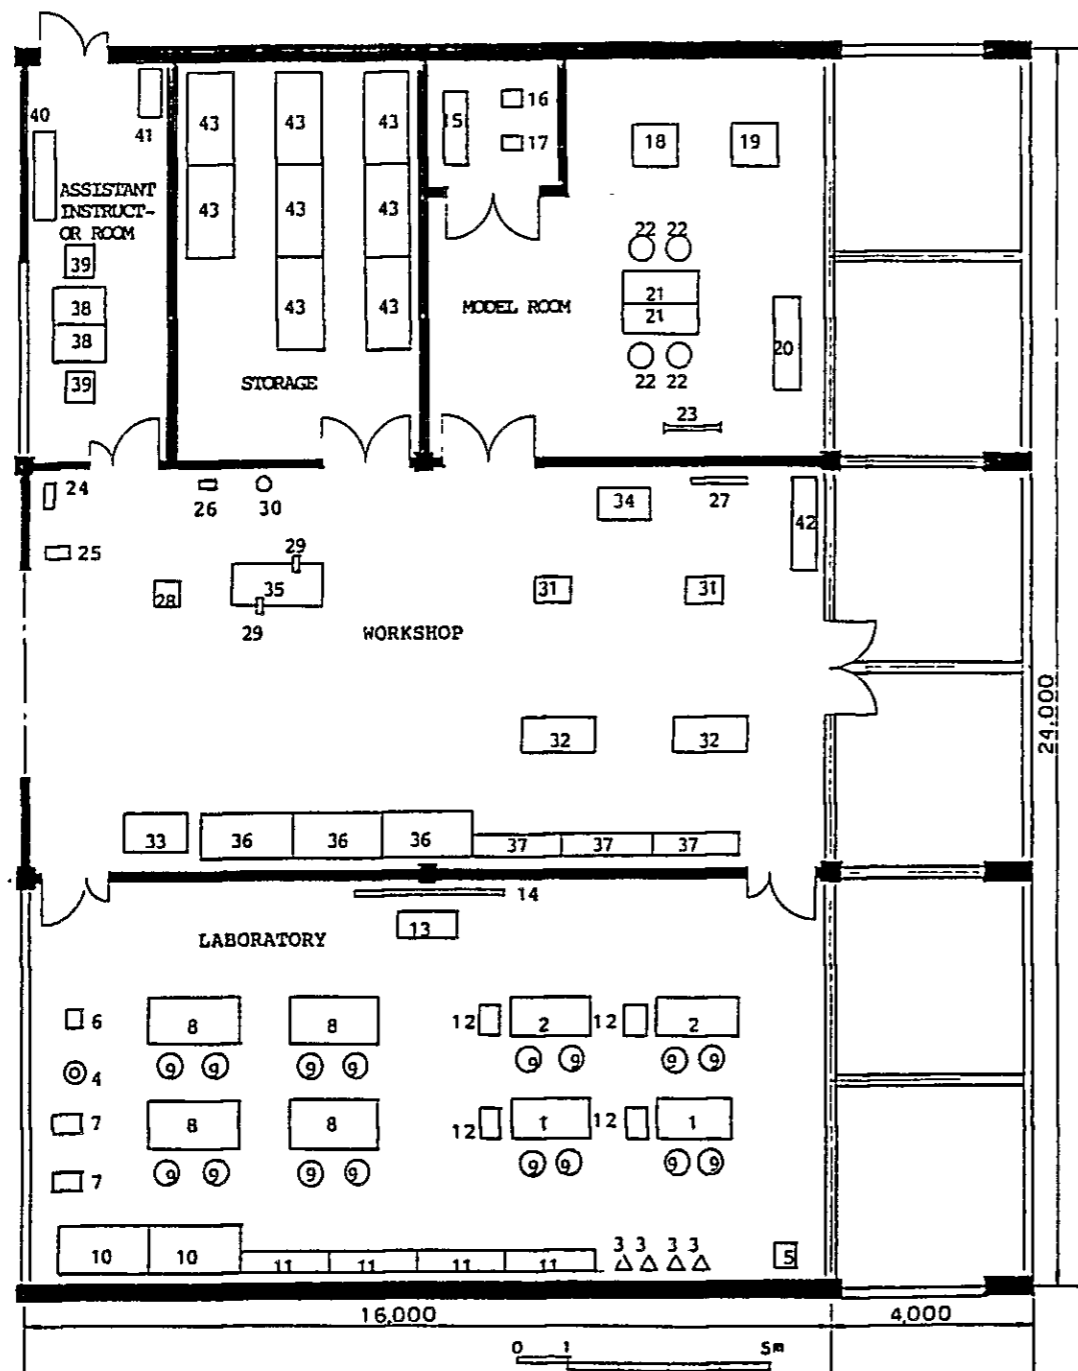 40
41
43 43 43
15
16
17
18 19
ASSISTANT
INSTRUCT-
OR ROOM
43 43 43
39
22 22
38
38
43 43
MODEL ROOM
21
21
20
39
STORAGE
22 22
23
24
26 30
34
27
42
25
29
28
35
31 31
29
WORKSHOP
32 32
24,000
33 36 36 36 37 37 37
14
13
LABORATORY
6 8 8 12 2 12 2
4 9 9 9 9 9 9 9 9
7 8 8 12 1 12 1
7 9 9 9 9 9 9 9 9
10 10 11 11 11 11
3 3 3 3
5
16,000 4,000
0 1 5m